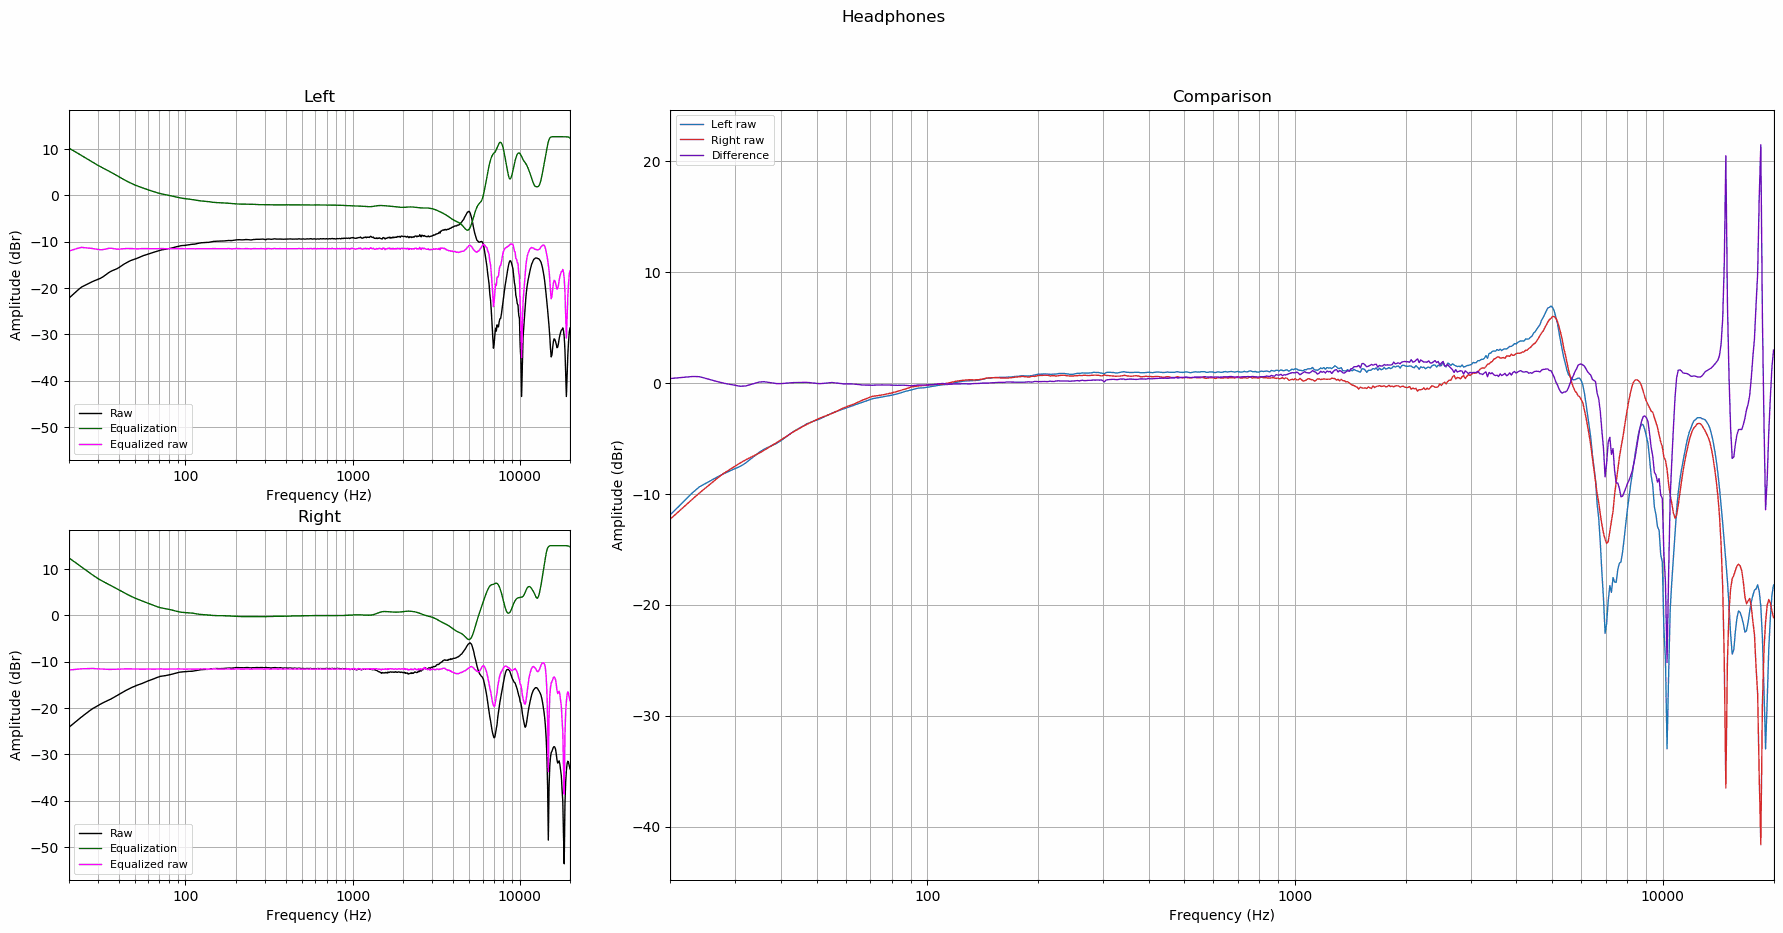 Headphones
Left
Amplitude (dBr)
10
0
−10
−20
−30
−40
−50
Raw
Equalization
Equalized raw
100
1000
10000
Frequency (Hz)
Right
Amplitude (dBr)
10
0
−10
−20
−30
−40
−50
Raw
Equalization
Equalized raw
100
1000
10000
Frequency (Hz)
Comparison
Left raw
Right raw
Difference
Amplitude (dBr)
20
10
0
−10
−20
−30
−40
100
1000
10000
Frequency (Hz)